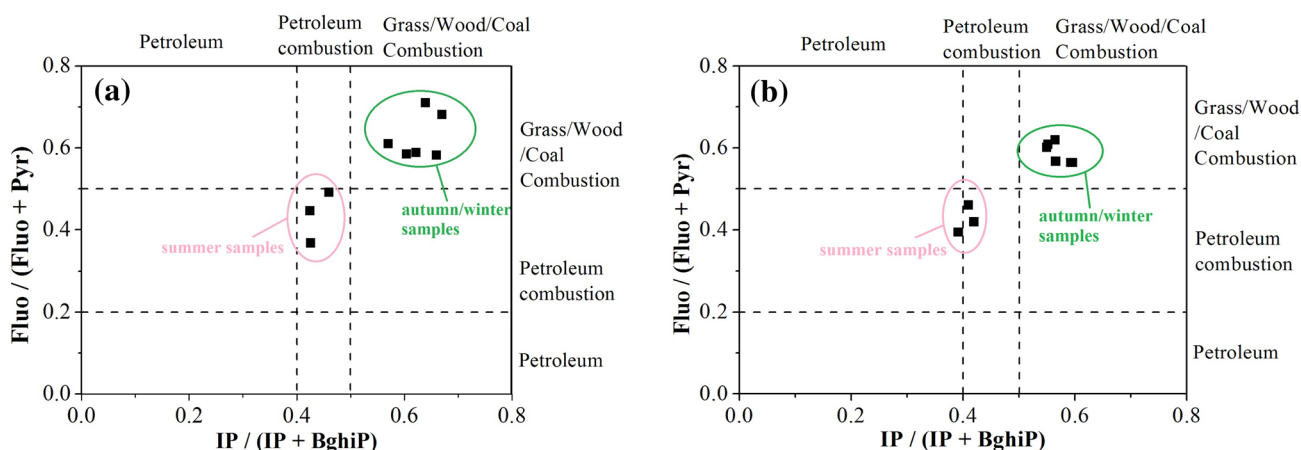 Petroleum
Petroleum
combustion
Grass/Wood/Coal
Combustion
(a)
0.8
0.6
0.4
0.2
0.0
Fluo / (Fluo + Pyr)
summer samples
autumn/winter
samples
Grass/Wood
/Coal
Combustion
Petroleum
combustion
Petroleum
0.0
0.2
0.4
0.6
0.8
IP / (IP + BghiP)
Petroleum
Petroleum
combustion
Grass/Wood/Coal
Combustion
(b)
0.8
0.6
0.4
0.2
0.0
Fluo / (Fluo + Pyr)
summer samples
autumn/winter
samples
Grass/Wood
/Coal
Combustion
Petroleum
combustion
Petroleum
0.0
0.2
0.4
0.6
0.8
IP / (IP + BghiP)